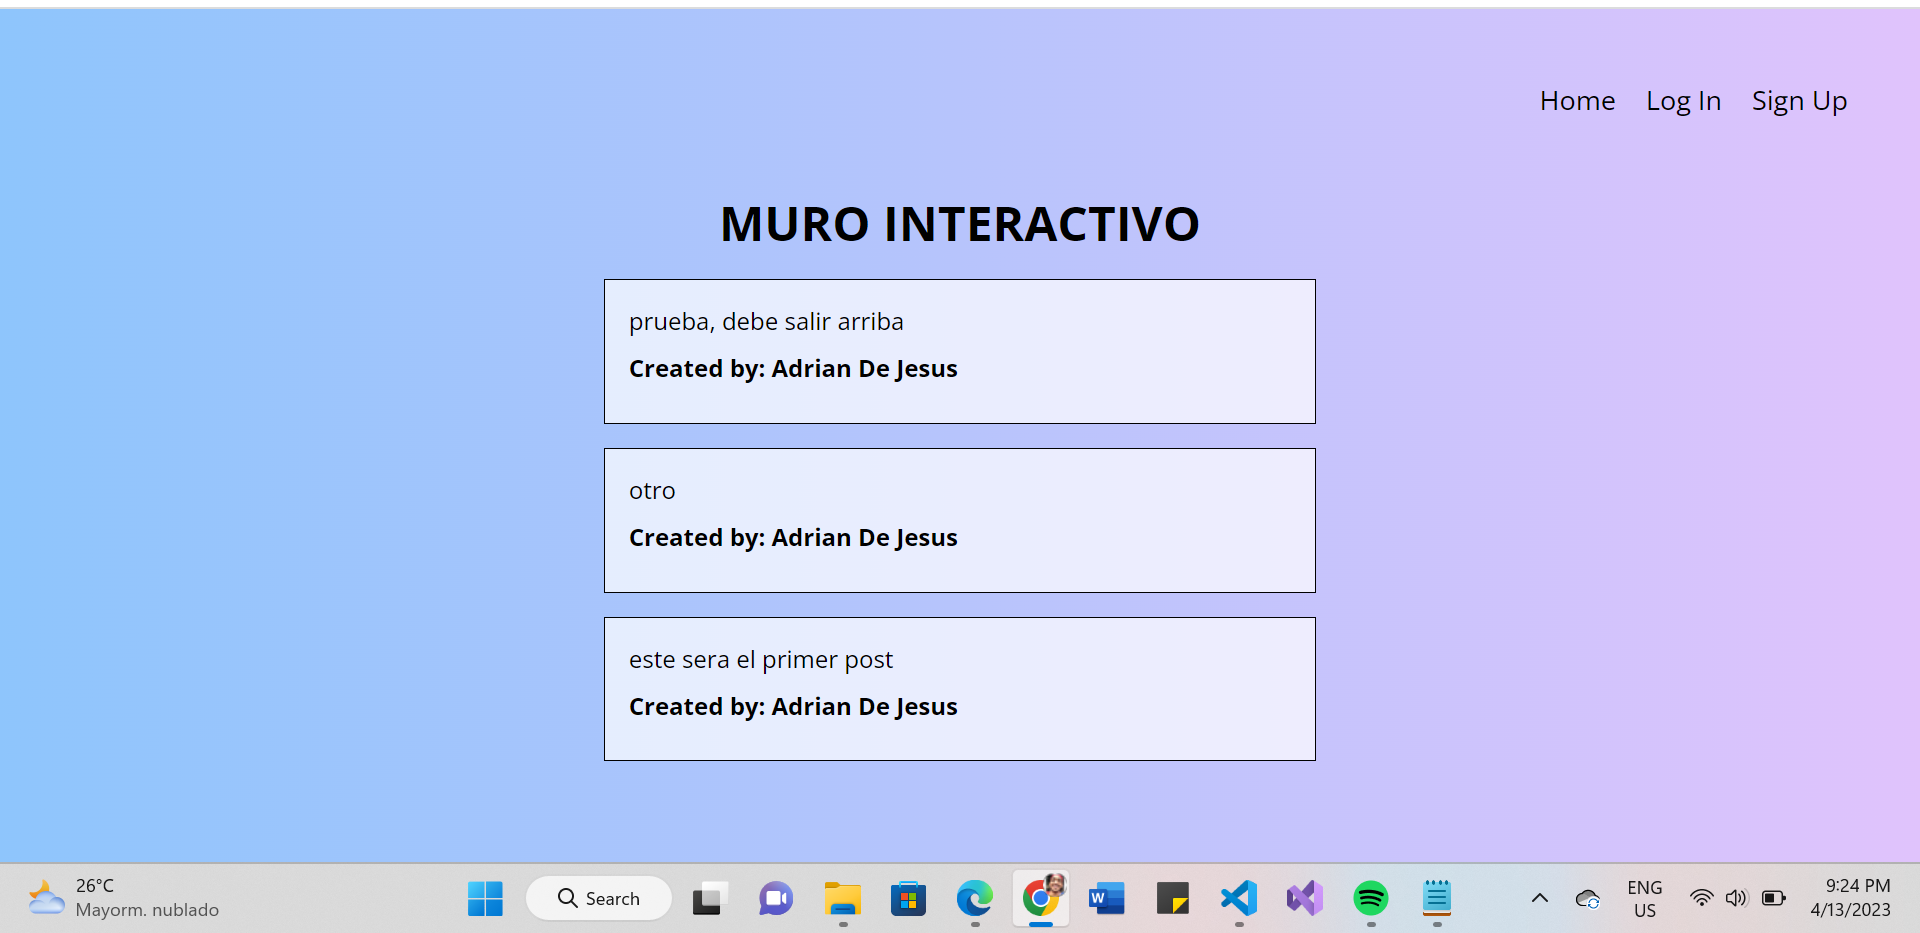 Home Log In Sign Up
MURO INTERACTIVO
prueba, debe salir arriba
Created by: Adrian De Jesus
otro
Created by: Adrian De Jesus
este sera el primer post
Created by: Adrian De Jesus
26°C
Mayorm. nublado
Search
W
ENG
US
9:24 PM
4/13/2023